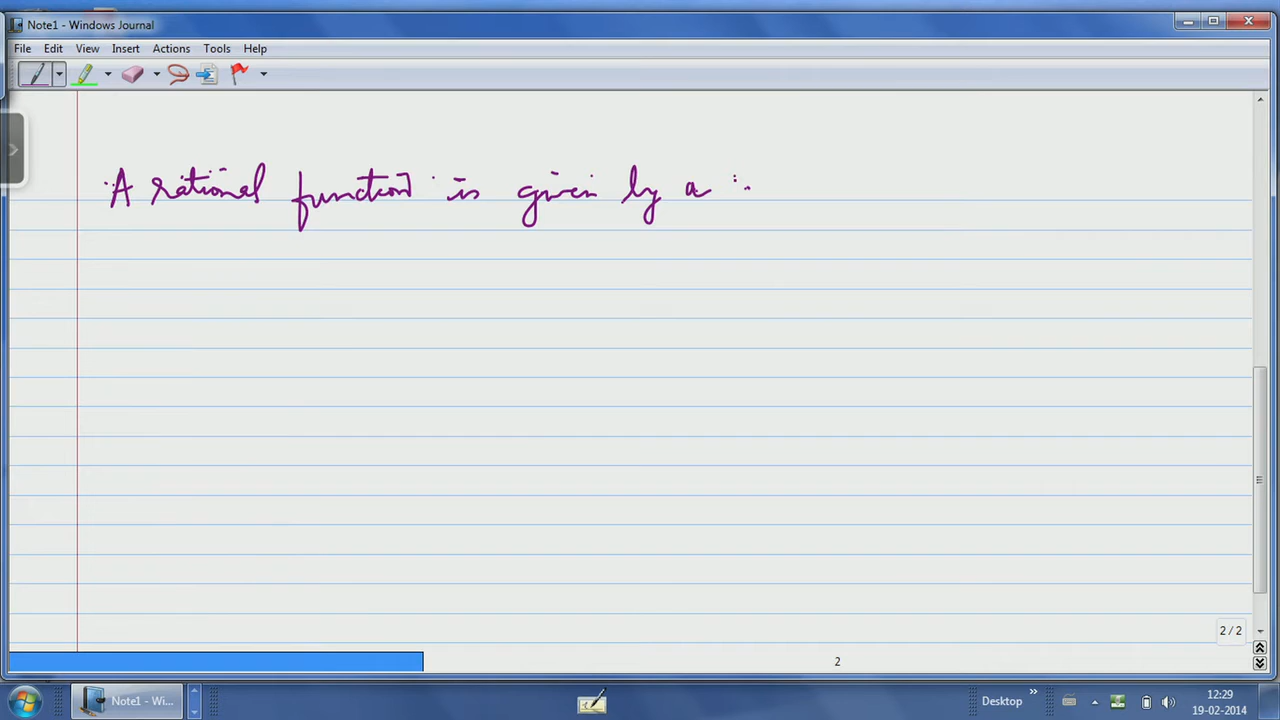 Note1 - Windows Journal
File Edit View Insert Actions Tools Help
A rational function is given by a
2 / 2
2
Note1 - Wi...
Desktop
12:29
19-02-2014